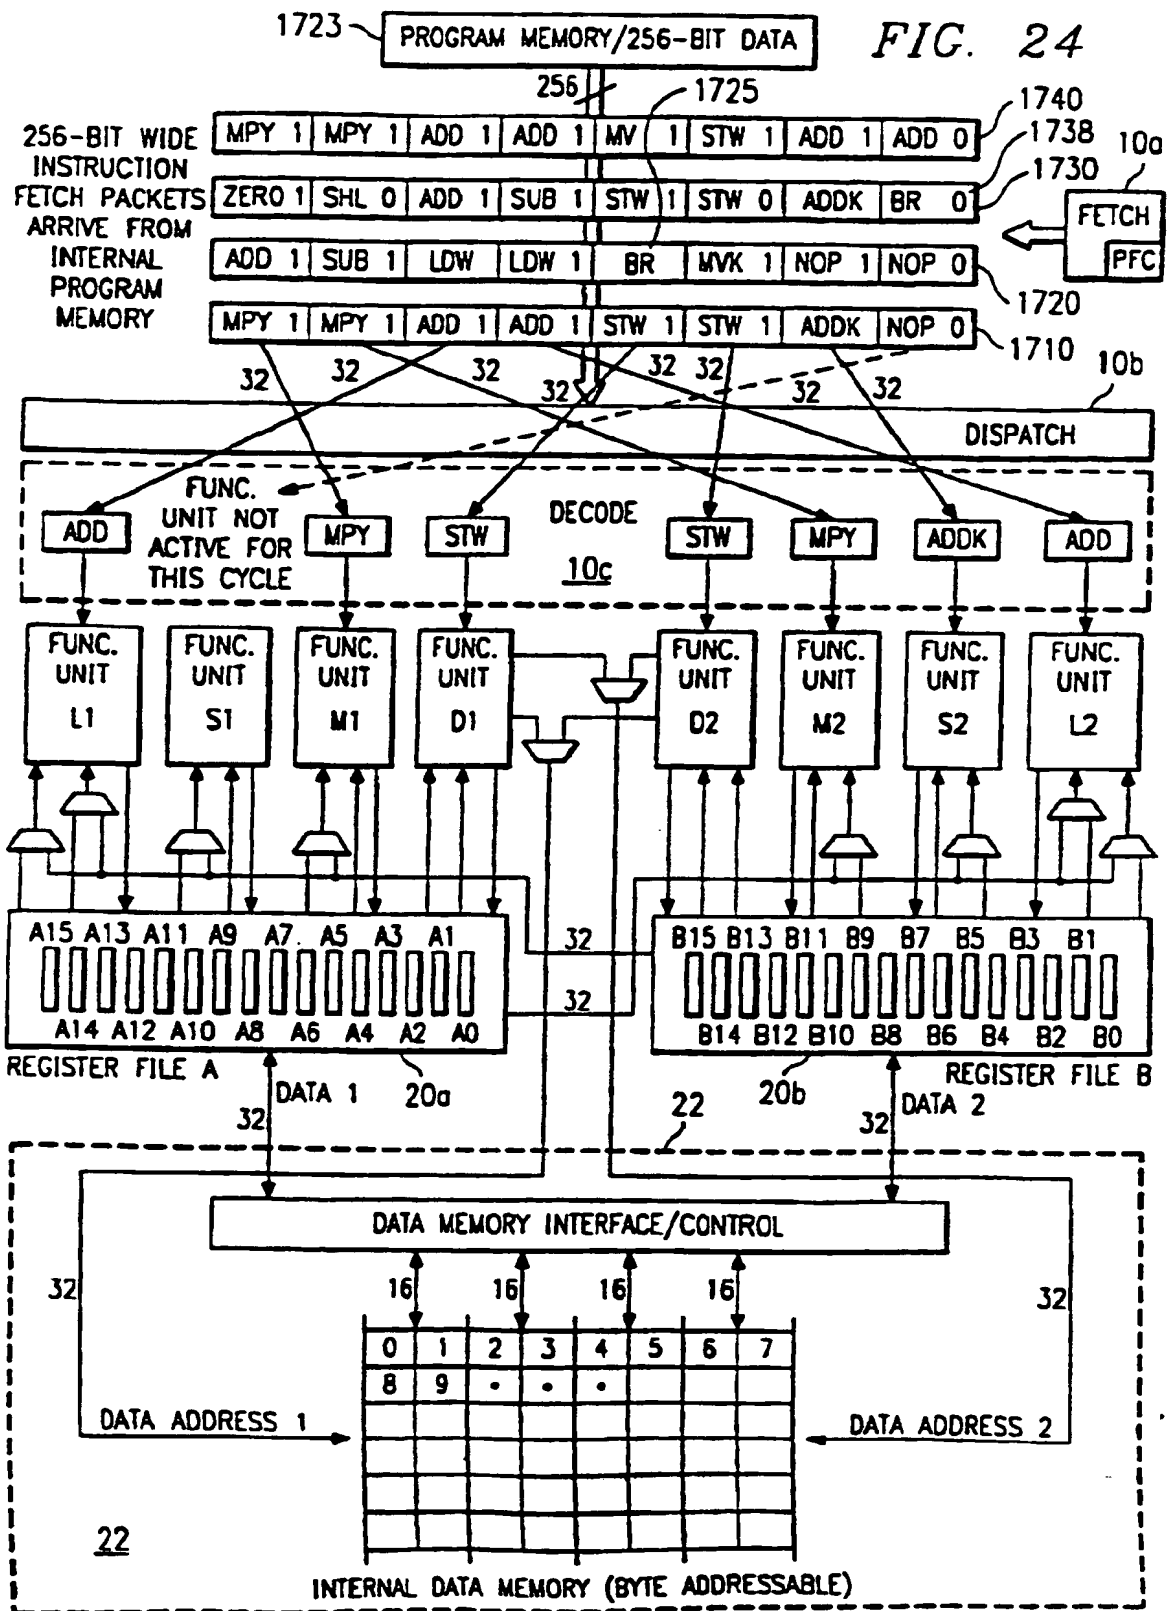 FIG. 24
1723
PROGRAM MEMORY/256-BIT DATA
256
1725
256-BIT WIDE
INSTRUCTION
FETCH PACKETS
ARRIVE FROM
INTERNAL
PROGRAM
MEMORY
MPY 1 MPY 1 ADD 1 ADD 1 MV 1 STW 1 ADD 1 ADD 0
1740
1738
ZERO 1 SHL 0 ADD 1 SUB 1 STW 1 STW 0 ADDK BR 0
1730
ADD 1 SUB 1 LDW LDW 1 BR MVK 1 NOP 1 NOP 0
1720
MPY 1 MPY 1 ADD 1 ADD 1 STW 1 STW 1 ADDK NOP 0
1710
10a
FETCH
PFC
32 32 32 32 32 32 32 32
10b
DISPATCH
FUNC.
UNIT NOT
ACTIVE FOR
THIS CYCLE
DECODE
10c
ADD MPY STW STW MPY ADDK ADD
FUNC. UNIT L1
FUNC. UNIT S1
FUNC. UNIT M1
FUNC. UNIT D1
FUNC. UNIT D2
FUNC. UNIT M2
FUNC. UNIT S2
FUNC. UNIT L2
A15 A13 A11 A9 A7 A5 A3 A1
A14 A12 A10 A8 A6 A4 A2 A0
32
32
B15 B13 B11 B9 B7 B5 B3 B1
B14 B12 B10 B8 B6 B4 B2 B0
REGISTER FILE A
20a
REGISTER FILE B
20b
DATA 1
32
DATA 2
32
22
DATA MEMORY INTERFACE/CONTROL
32
16 16 16 16
32
0 1 2 3 4 5 6 7
8 9 • • •
DATA ADDRESS 1
DATA ADDRESS 2
22
INTERNAL DATA MEMORY (BYTE ADDRESSABLE)